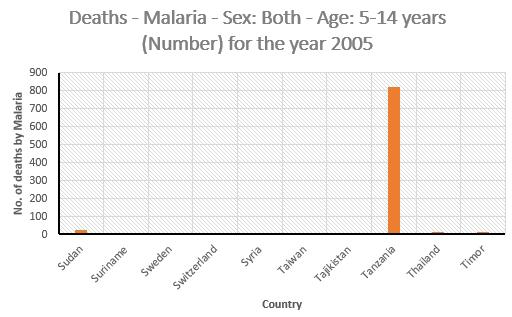 Deaths - Malaria - Sex: Both - Age: 5-14 years
(Number) for the year 2005
No. of deaths by Malaria
900
800
700
600
500
400
300
200
100
0
Sudan
Suriname
Sweden
Switzerland
Syria
Taiwan
Tajikistan
Tanzania
Thailand
Timor
Country